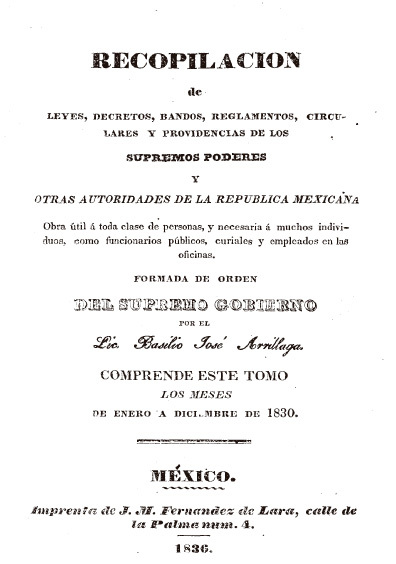 RECOPILACION
de
LEYES, DECRETOS, BANDOS, REGLAMENTOS, CIRCU-
LARES Y PROVIDENCIAS DE LOS
SUPREMOS PODERES
Y
OTRAS AUTORIDADES DE LA REPUBLICA MEXICANA
Obra útil á toda clase de personas, y necesaria á muchos indivi-
duos, como funcionarios públicos, curiales y empleados en las
oficinas.
FORMADA DE ORDEN
DEL SUPREMO GOBIERNO
POR EL
Lic. Basilio José Arrillaga.
COMPRENDE ESTE TOMO
LOS MESES
DE ENERO A DICIEMBRE DE 1830.
MÉXICO.
Imprenta de J. M. Fernandez de Lara, calle de
la Palma num. 4.
1836.